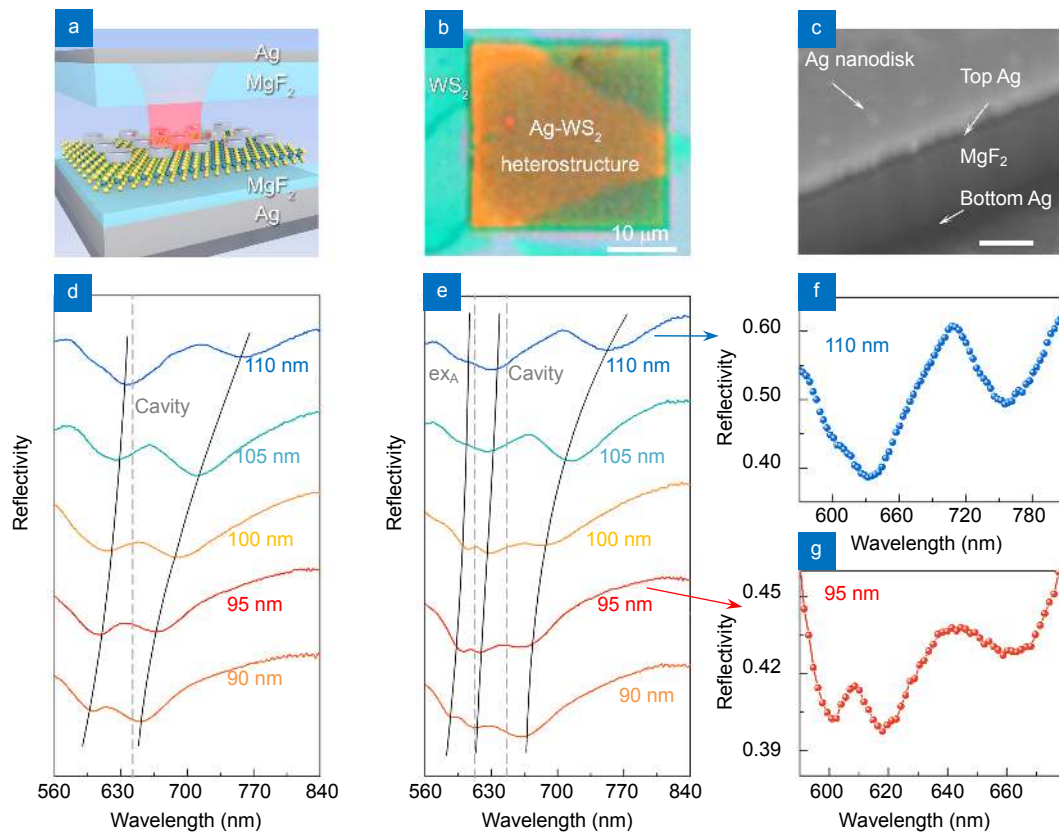 a
Ag
MgF2
MgF2
Ag
b
WS2
Ag-WS2
heterostructure
10 μm
c
Ag nanodisk
Top Ag
MgF2
Bottom Ag
d
110 nm
Cavity
105 nm
100 nm
95 nm
90 nm
Reflectivity
560 630 700 770 840
Wavelength (nm)
e
exA
Cavity
110 nm
105 nm
100 nm
95 nm
90 nm
Reflectivity
560 630 700 770 840
Wavelength (nm)
f
110 nm
0.60
0.50
0.40
Reflectivity
600 660 720 780
Wavelength (nm)
g
95 nm
0.45
0.42
0.39
Reflectivity
600 620 640 660
Wavelength (nm)